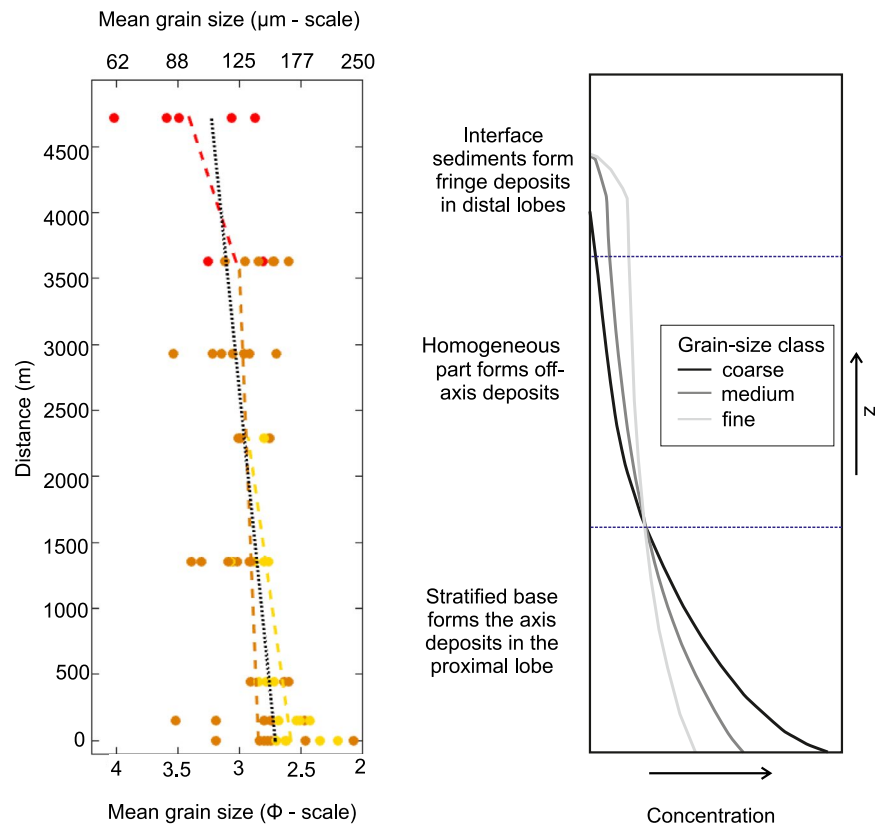 Mean grain size (μm - scale)
62 88 125 177 250
4500
4000
3500
3000
2500
2000
1500
1000
500
0
Distance (m)
4 3.5 3 2.5 2
Mean grain size (Φ - scale)
Interface
sediments form
fringe deposits
in distal lobes
Homogeneous
part forms off-
axis deposits
Stratified base
forms the axis
deposits in the
proximal lobe
Grain-size class
coarse
medium
fine
z
Concentration